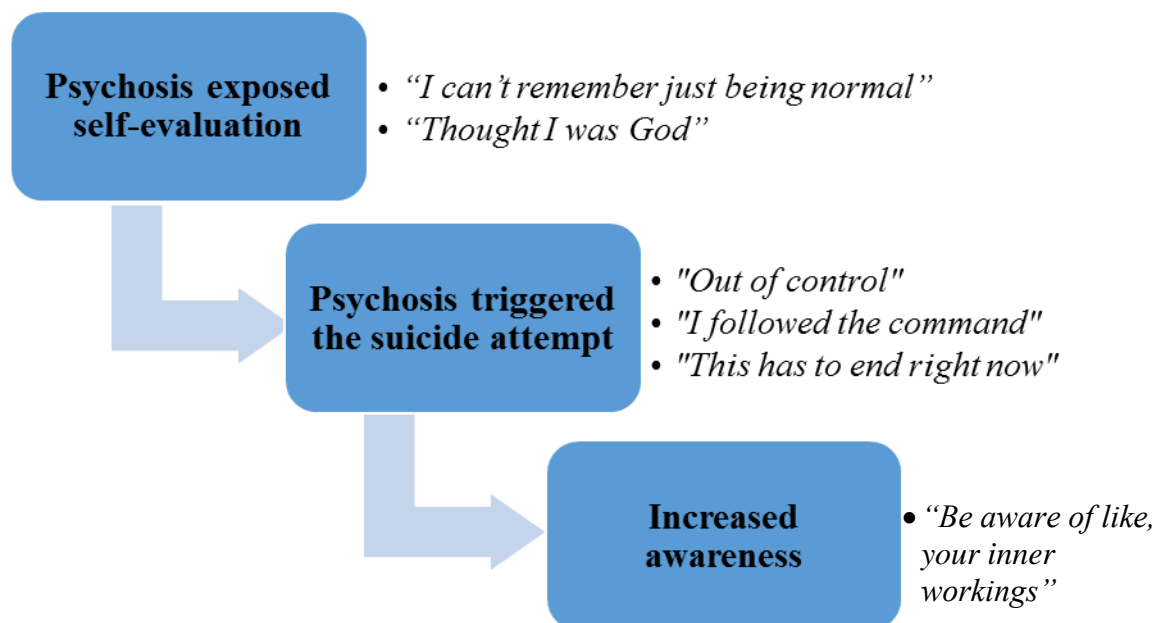 Psychosis exposed
self-evaluation
• “I can’t remember just being normal”
• “Thought I was God”
Psychosis triggered
the suicide attempt
• "Out of control"
• "I followed the command"
• "This has to end right now"
Increased
awareness
• “Be aware of like,
your inner
workings”